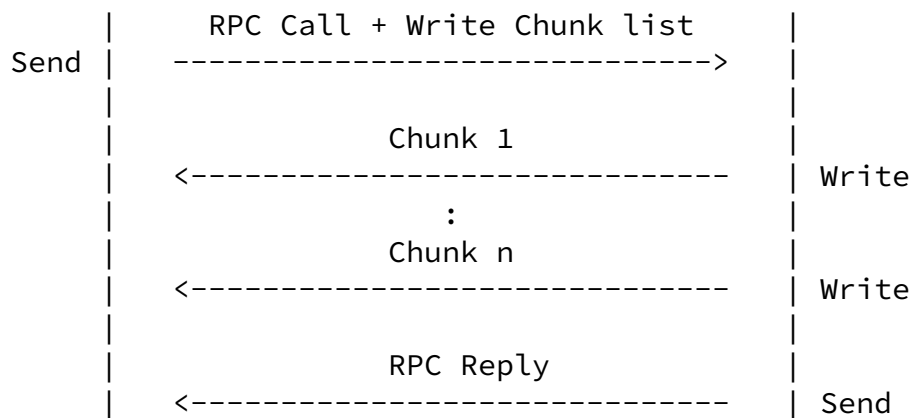 RPC Call + Write Chunk list
Send | -------------------------------> |
Chunk 1
| <------------------------------- | Write
:
Chunk n
| <------------------------------- | Write
RPC Reply
| <------------------------------- | Send